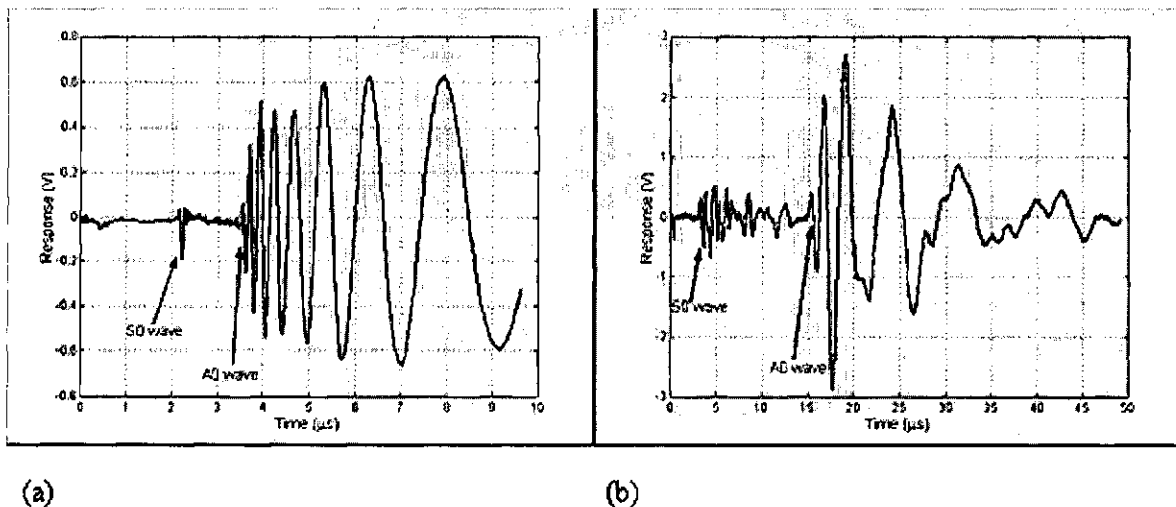 0.8
0.6
0.4
0.2
0
-0.2
-0.4
-0.6
-0.8
Response (V)
S0 wave
A0 wave
0 1 2 3 4 5 6 7 8 9 10
Time (µs)
3
2
1
0
-1
-2
-3
Response (V)
S0 wave
A0 wave
0 5 10 15 20 25 30 35 40 45 50
Time (µs)
(a)
(b)